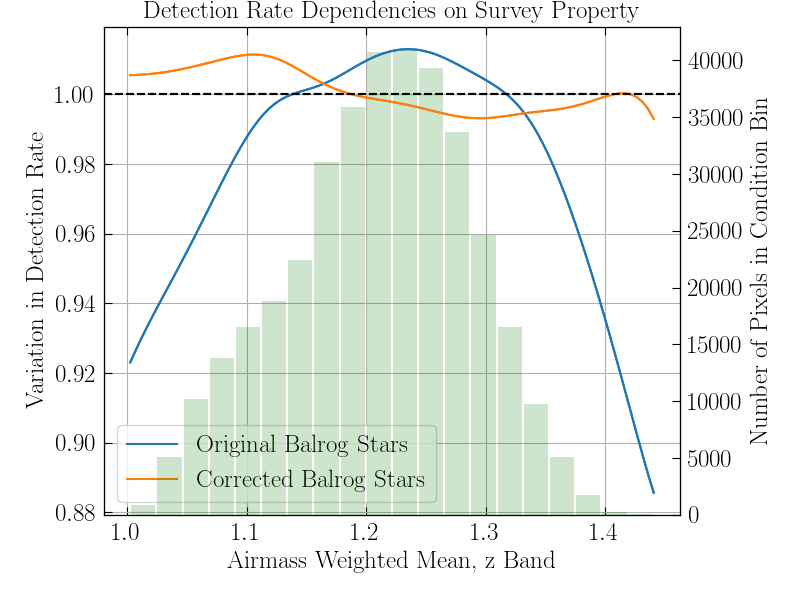 Detection Rate Dependencies on Survey Property
Variation in Detection Rate
1.00
0.98
0.96
0.94
0.92
0.90
0.88
40000
35000
30000
25000
20000
15000
10000
5000
0
Number of Pixels in Condition Bin
Original Balrog Stars
Corrected Balrog Stars
1.0 1.1 1.2 1.3 1.4
Airmass Weighted Mean, z Band